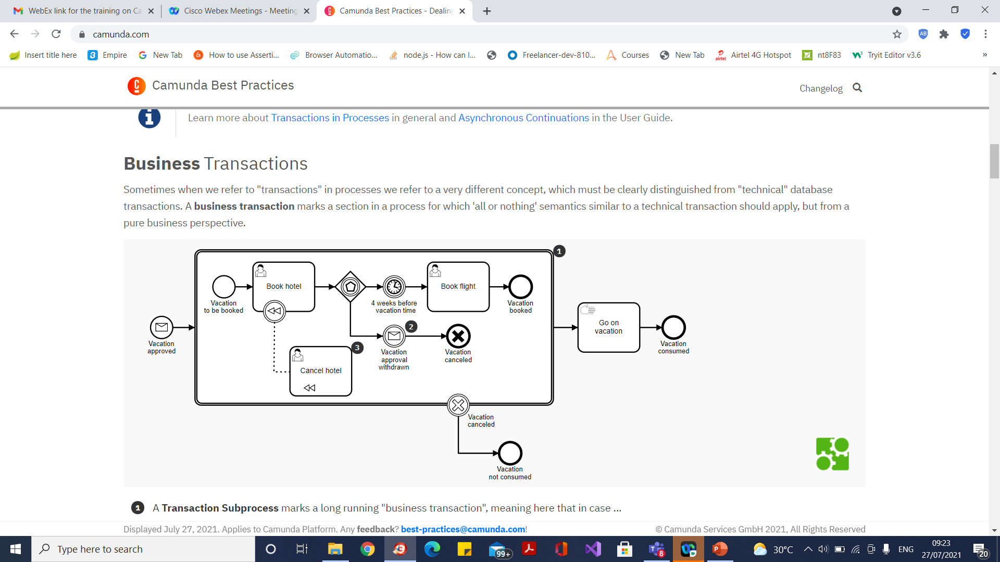 WebEx link for the training on Ca
Cisco Webex Meetings - Meeting
Camunda Best Practices - Dealing
camunda.com
AB
Insert title here
Empire
New Tab
How to use Asserti...
Browser Automatio...
node.js - How can I...
Freelancer-dev-810...
Courses
New Tab
airtel
Airtel 4G Hotspot
nt8F83
Tryit Editor v3.6
»
Camunda Best Practices
Changelog
Learn more about Transactions in Processes in general and Asynchronous Continuations in the User Guide.
Business Transactions
Sometimes when we refer to "transactions" in processes we refer to a very different concept, which must be clearly distinguished from "technical" database
transactions. A business transaction marks a section in a process for which 'all or nothing' semantics similar to a technical transaction should apply, but from a
pure business perspective.
1
Book hotel
Book flight
Vacation
to be booked
4 weeks before
vacation time
Vacation
booked
2
Vacation
approved
Go on
vacation
Vacation
consumed
3
Cancel hotel
Vacation
approval
withdrawn
Vacation
canceled
Vacation
canceled
Vacation
not consumed
1 A Transaction Subprocess marks a long running "business transaction", meaning here that in case ...
Displayed July 27, 2021. Applies to Camunda Platform. Any feedback? best-practices@camunda.com!
© Camunda Services GmbH 2021, All Rights Reserved
Type here to search
99+
8
30°C
ENG
09:23
27/07/2021
20